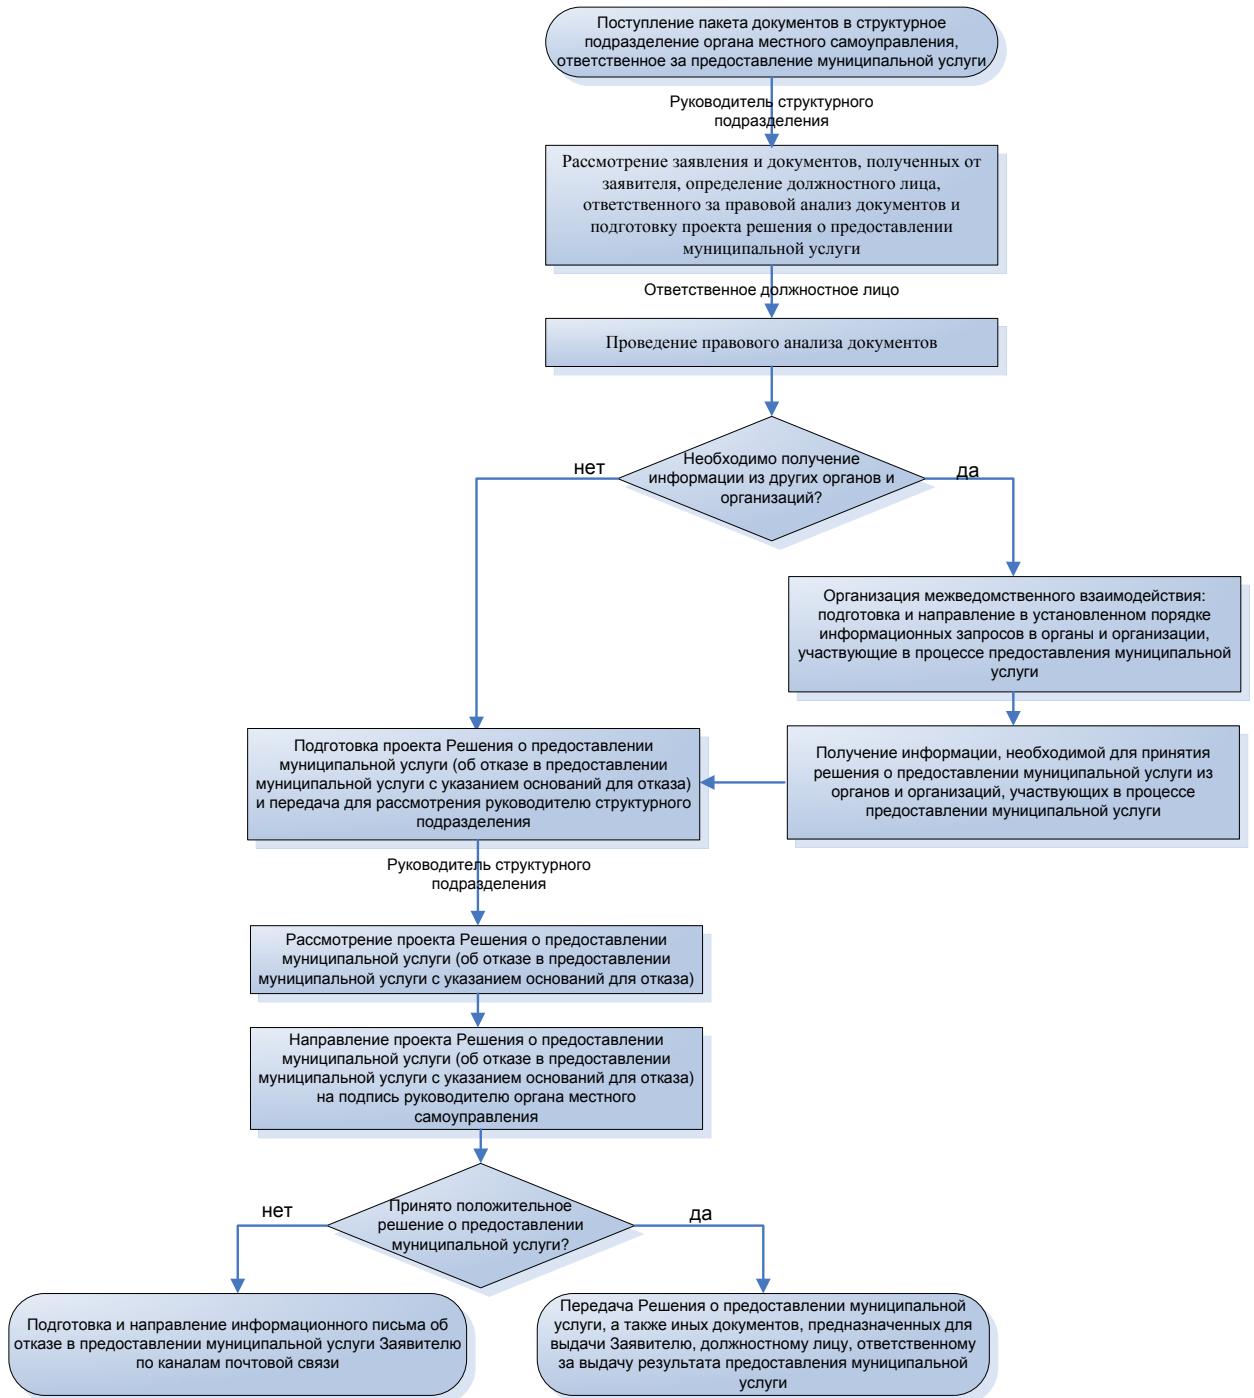 Поступление пакета документов в структурное
подразделение органа местного самоуправления,
ответственное за предоставление муниципальной услуги
Руководитель структурного
подразделения
Рассмотрение заявления и документов, полученных от
заявителя, определение должностного лица,
ответственного за правовой анализ документов и
подготовку проекта решения о предоставлении
муниципальной услуги
Ответственное должностное лицо
Проведение правового анализа документов
Необходимо получение
информации из других органов и
организаций?
нет
да
Организация межведомственного взаимодействия:
подготовка и направление в установленном порядке
информационных запросов в органы и организации,
участвующие в процессе предоставления муниципальной
услуги
Получение информации, необходимой для принятия
решения о предоставлении муниципальной услуги из
органов и организаций, участвующих в процессе
предоставлении муниципальной услуги
Подготовка проекта Решения о предоставлении
муниципальной услуги (об отказе в предоставлении
муниципальной услуги с указанием оснований для отказа)
и передача для рассмотрения руководителю структурного
подразделения
Руководитель структурного
подразделения
Рассмотрение проекта Решения о предоставлении
муниципальной услуги (об отказе в предоставлении
муниципальной услуги с указанием оснований для отказа)
Направление проекта Решения о предоставлении
муниципальной услуги (об отказе в предоставлении
муниципальной услуги с указанием оснований для отказа)
на подпись руководителю органа местного
самоуправления
Принято положительное
решение о предоставлении
муниципальной услуги?
нет
да
Подготовка и направление информационного письма об
отказе в предоставлении муниципальной услуги Заявителю
по каналам почтовой связи
Передача Решения о предоставлении муниципальной
услуги, а также иных документов, предназначенных для
выдачи Заявителю, должностному лицу, ответственному
за выдачу результата предоставления муниципальной
услуги